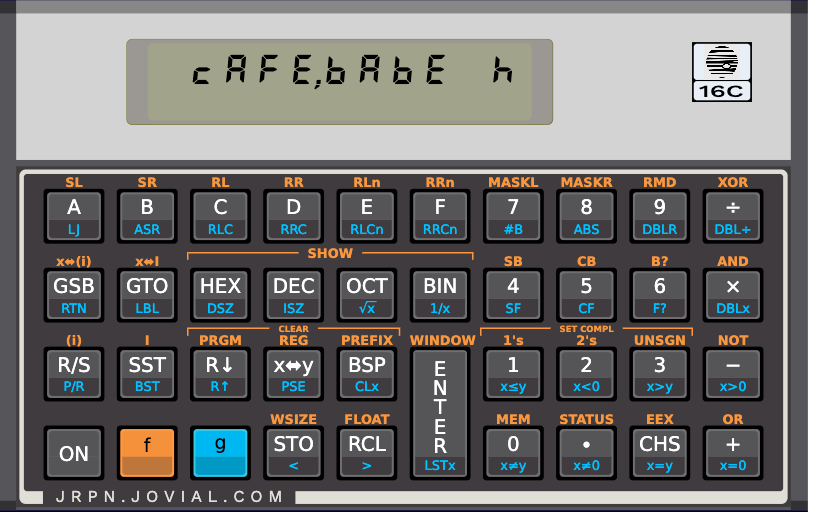 cAFE,bAbE h
16C
SL SR RL RR RLn RRn MASKL MASKR RMD XOR
A B C D E F 7 8 9 ÷
LJ ASR RLC RRC RLCn RRCn #B ABS DBLR DBL÷
SHOW
x⬌(i) x⬌I SB CB B? AND
GSB GTO HEX DEC OCT BIN 4 5 6 ×
RTN LBL DSZ ISZ √x 1/x SF CF F? DBLx
CLEAR SET COMPL
(i) I PRGM REG PREFIX WINDOW 1's 2's UNSGN NOT
R/S SST R↓ x⬌y BSP ENTER 1 2 3 −
P/R BST R↑ PSE CLx x≤y x<0 x>y x>0
WSIZE FLOAT MEM STATUS EEX OR
ON f g STO RCL 0 • CHS +
< > LSTx x≠y x≠0 x=y x=0
JRPN.JOVIAL.COM